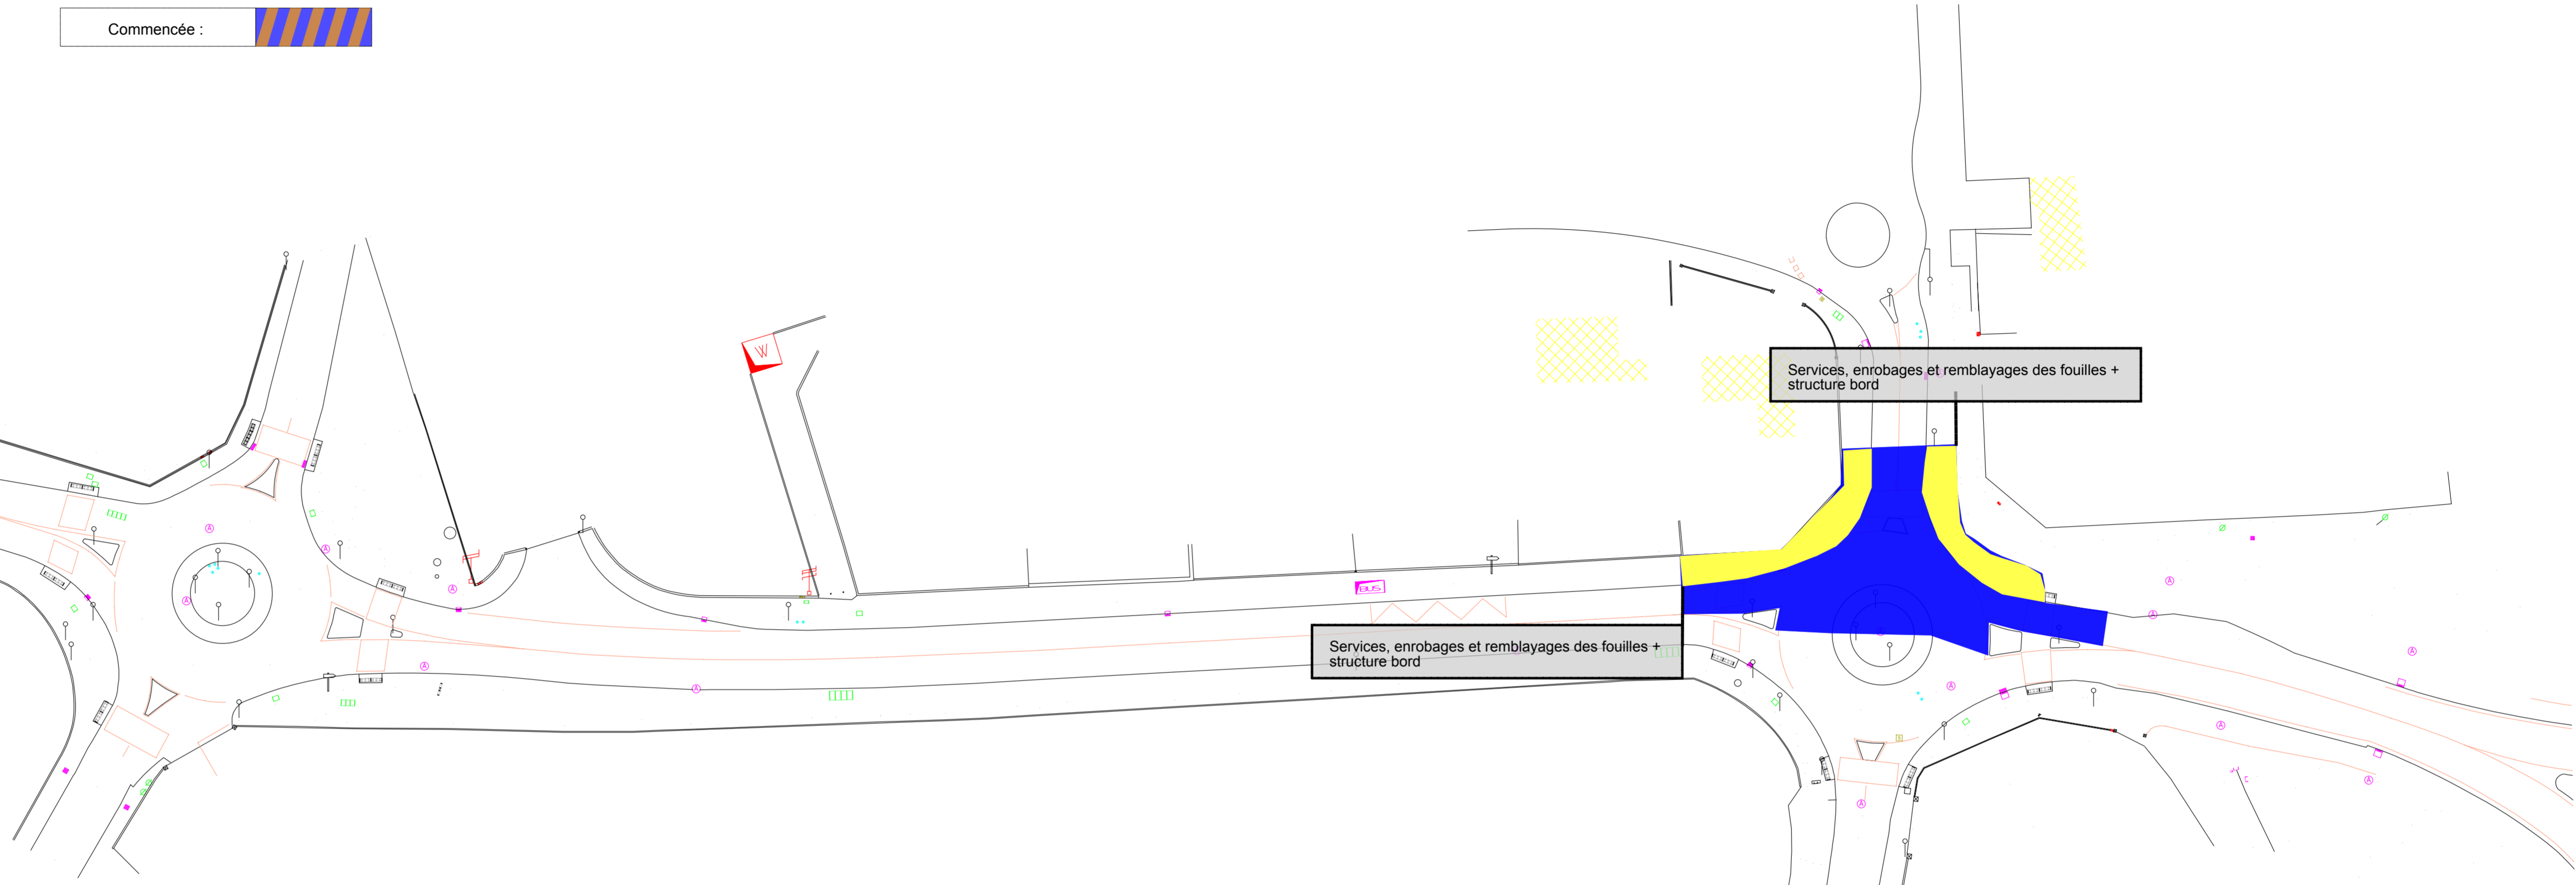 Commencée :
W
Services, enrobages et remblayages des fouilles +
structure bord
BUS
Services, enrobages et remblayages des fouilles +
structure bord